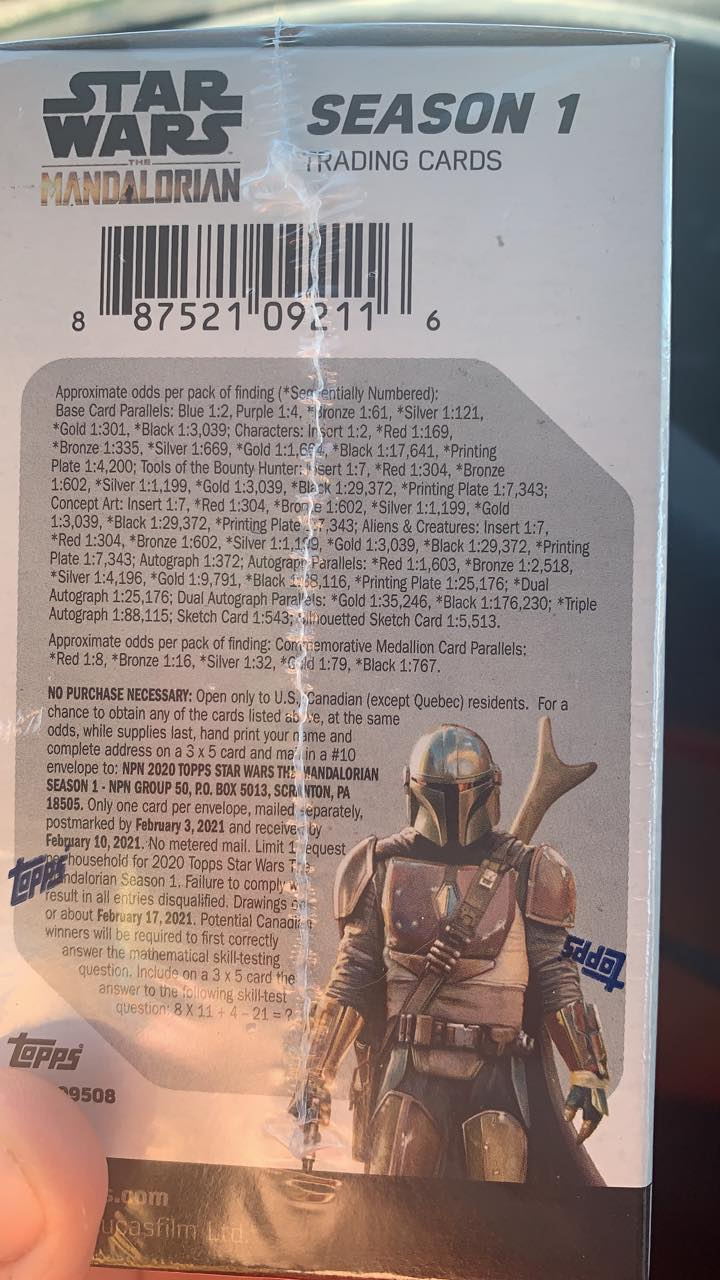 STAR
WARS
THE
MANDALORIAN
SEASON 1
TRADING CARDS
8 87521 09211 6
Approximate odds per pack of finding (*Sequentially Numbered):
Base Card Parallels: Blue 1:2, Purple 1:4, *Bronze 1:61, *Silver 1:121,
*Gold 1:301, *Black 1:3,039; Characters: Insert 1:2, *Red 1:169,
*Bronze 1:335, *Silver 1:669, *Gold 1:1,664, *Black 1:17,641, *Printing
Plate 1:4,200; Tools of the Bounty Hunter: Insert 1:7, *Red 1:304, *Bronze
1:602, *Silver 1:1,199, *Gold 1:3,039, *Black 1:29,372, *Printing Plate 1:7,343;
Concept Art: Insert 1:7, *Red 1:304, *Bronze 1:602, *Silver 1:1,199, *Gold
1:3,039, *Black 1:29,372, *Printing Plate 1:7,343; Aliens & Creatures: Insert 1:7,
*Red 1:304, *Bronze 1:602, *Silver 1:1,199, *Gold 1:3,039, *Black 1:29,372, *Printing
Plate 1:7,343; Autograph 1:372; Autograph Parallels: *Red 1:1,603, *Bronze 1:2,518,
*Silver 1:4,196, *Gold 1:9,791, *Black *Printing Plate 1:25,176; *Dual
Autograph 1:25,176; Dual Autograph Parallels: *Gold 1:35,246, *Black 1:176,230; *Triple
Autograph 1:88,115; Sketch Card 1:543; Silhouetted Sketch Card 1:5,513.
Approximate odds per pack of finding: Commemorative Medallion Card Parallels:
*Red 1:8, *Bronze 1:16, *Silver 1:32, *Gold 1:79, *Black 1:767.
NO PURCHASE NECESSARY: Open only to U.S./Canadian (except Quebec) residents. For a
chance to obtain any of the cards listed above, at the same
odds, while supplies last, hand print your name and
complete address on a 3 x 5 card and mail in a #10
envelope to: NPN 2020 TOPPS STAR WARS THE MANDALORIAN
SEASON 1 - NPN GROUP 50, P.O. BOX 5013, SCRANTON, PA
18505. Only one card per envelope, mailed separately,
postmarked by February 3, 2021 and received by
February 10, 2021. No metered mail. Limit 1 request
per household for 2020 Topps Star Wars The
Mandalorian Season 1. Failure to comply will
result in all entries disqualified. Drawings on
or about February 17, 2021. Potential Canadian
winners will be required to first correctly
answer the mathematical skill-testing
question. Include on a 3 x 5 card the
answer to the following skill-test
question: 8 X 11 + 4 - 21 = ?
topps
topps
topps
09508
s.com
Lucasfilm Ltd.